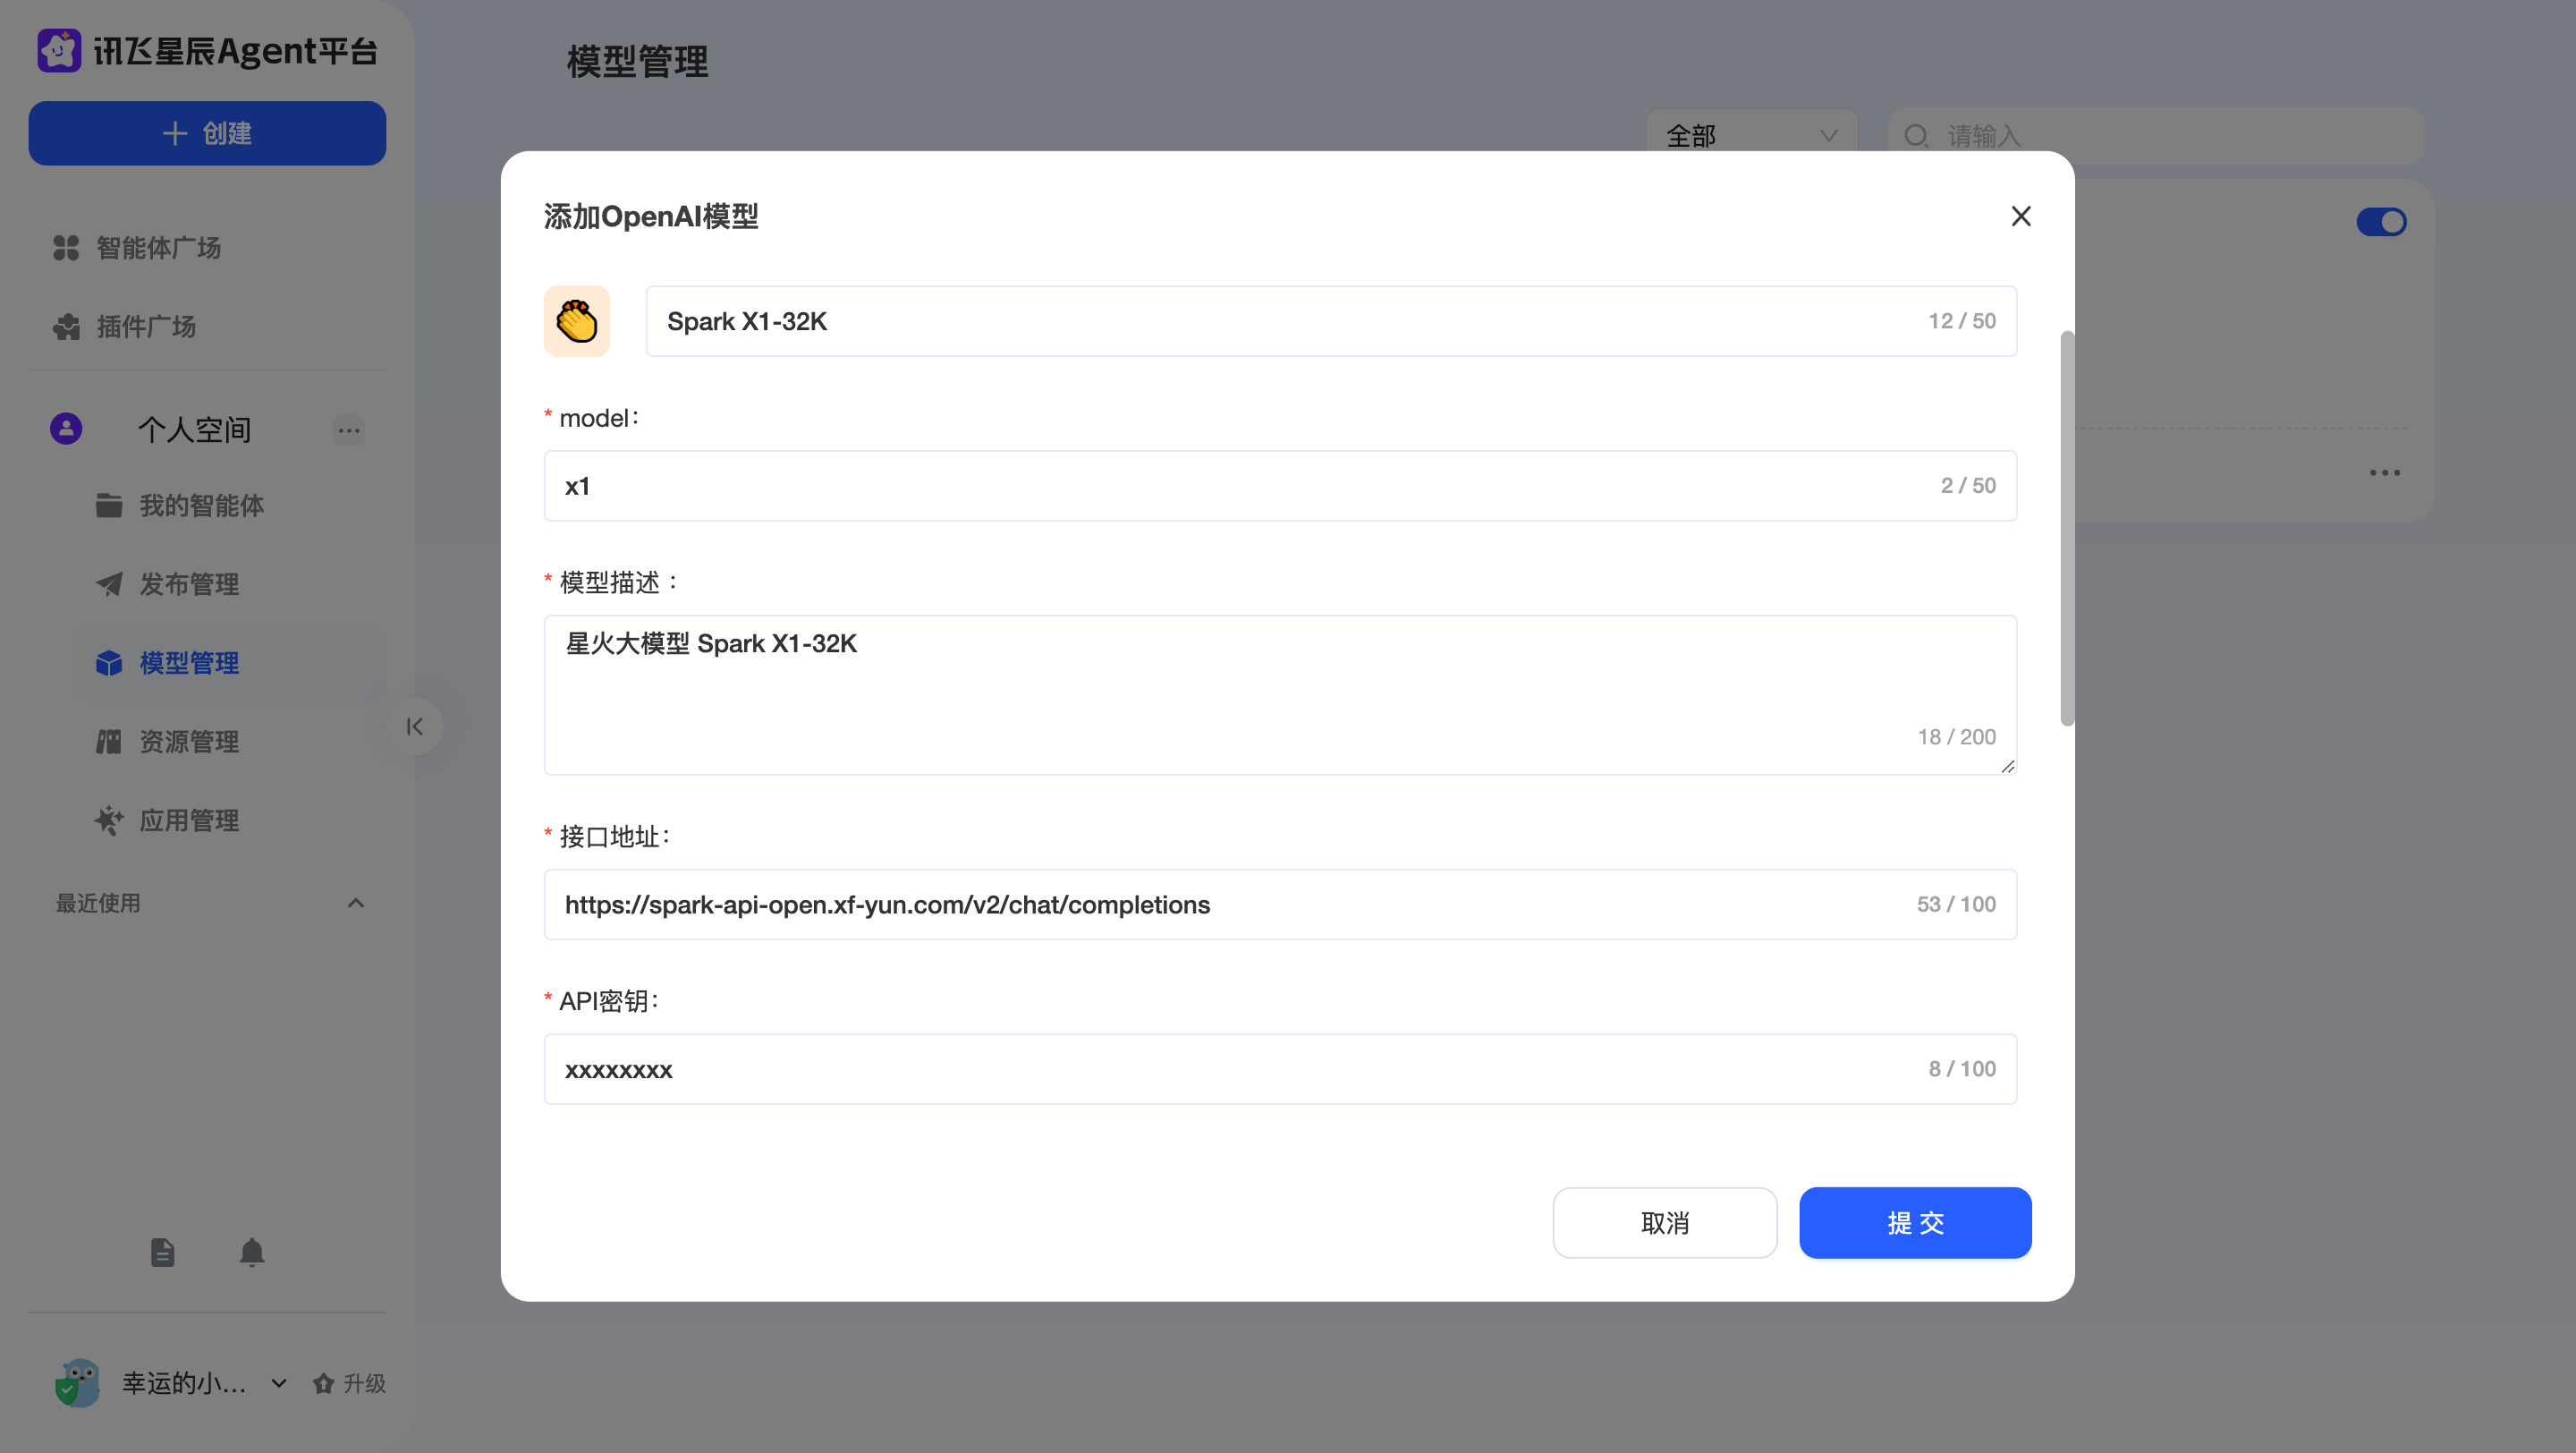 讯飞星辰Agent平台
创建
智能体广场
插件广场
个人空间
我的智能体
发布管理
模型管理
资源管理
应用管理
最近使用
幸运的小...
升级
模型管理
全部
请输入
添加OpenAI模型
Spark X1-32K
12 / 50
* model:
x1
2 / 50
* 模型描述 :
星火大模型 Spark X1-32K
18 / 200
* 接口地址:
https://spark-api-open.xf-yun.com/v2/chat/completions
53 / 100
* API密钥:
xxxxxxxx
8 / 100
取消
提 交